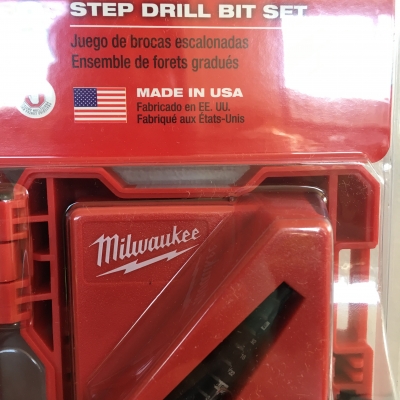 STEP DRILL BIT SET
Juego de brocas escalonadas
Ensemble de forets gradués
MADE IN USA
Fabricado en EE. UU.
Fabriqué aux États-Unis
Milwaukee